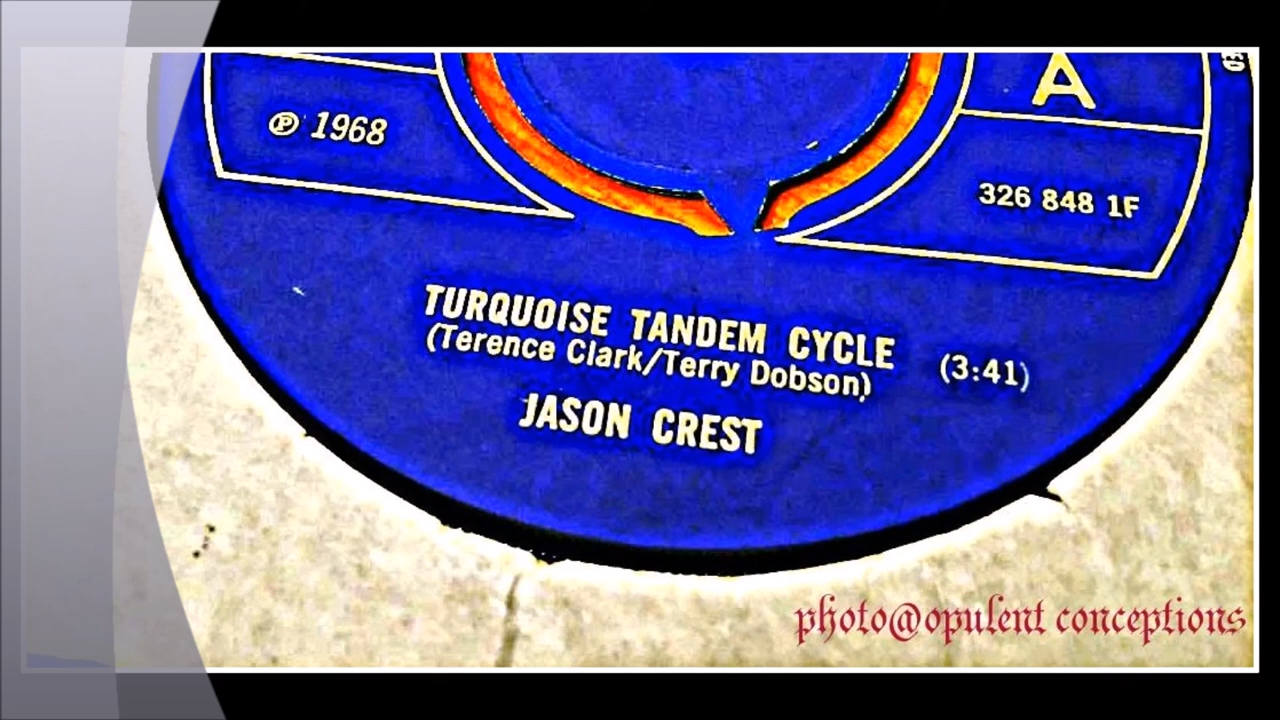 ℗ 1968
A
326 848 1F
TURQUOISE TANDEM CYCLE (3:41)
(Terence Clark/Terry Dobson)
JASON CREST
photo@opulent conceptions